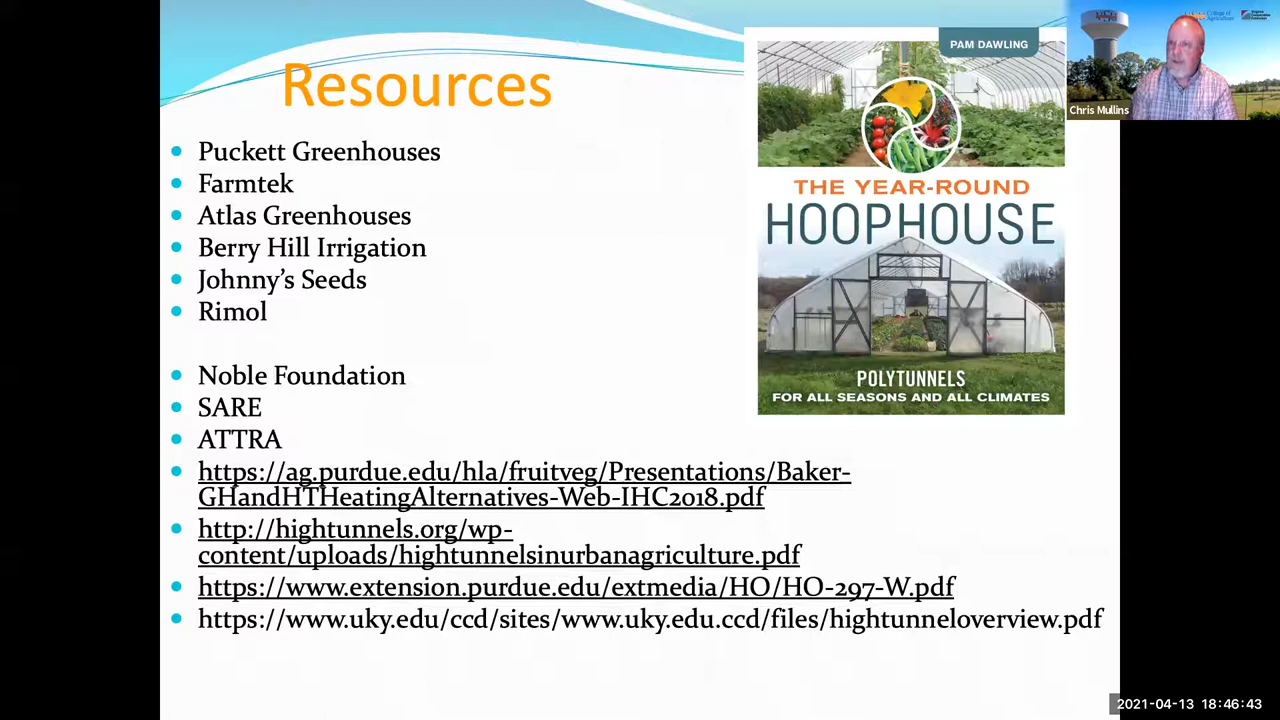 Resources
Puckett Greenhouses
Farmtek
Atlas Greenhouses
Berry Hill Irrigation
Johnny's Seeds
Rimol
Noble Foundation
SARE
ATTRA
https://ag.purdue.edu/hla/fruitveg/Presentations/Baker-
GHandHTHeatingAlternatives-Web-IHC2018.pdf
http://hightunnels.org/wp-
content/uploads/hightunnelsinurbanagriculture.pdf
https://www.extension.purdue.edu/extmedia/HO/HO-297-W.pdf
https://www.uky.edu/ccd/sites/www.uky.edu.ccd/files/hightunneloverview.pdf
PAM DAWLING
THE YEAR-ROUND
HOOPHOUSE
POLYTUNNELS
FOR ALL SEASONS AND ALL CLIMATES
College of
Agriculture
Chris Mullins
2021-04-13 18:46:43